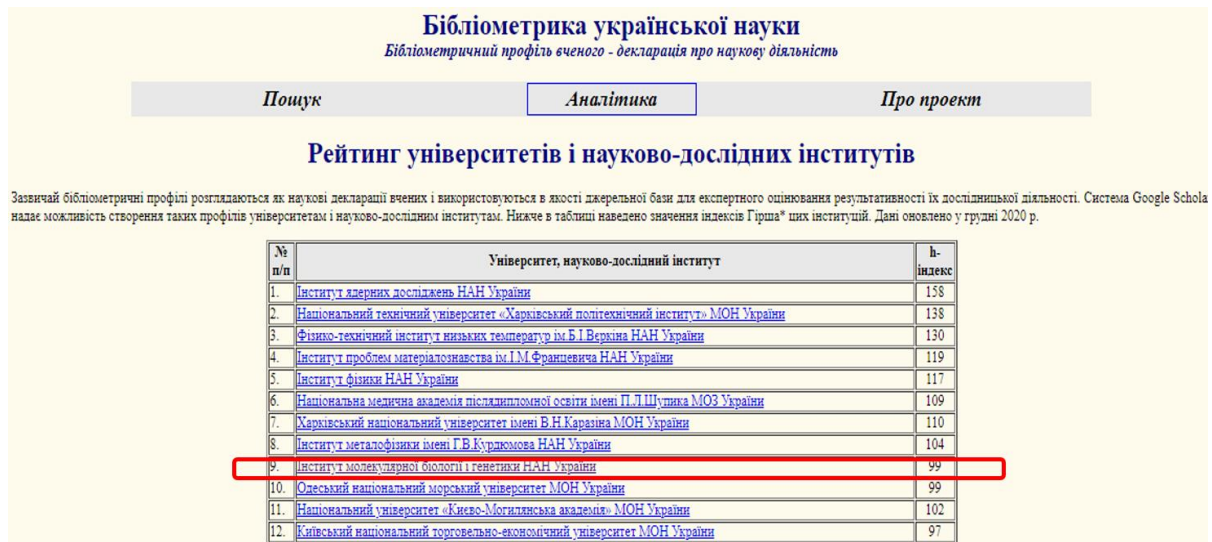 Бібліометрика української науки
Бібліометричний профіль вченого - декларація про наукову діяльність
Пошук Аналітика Про проект
Рейтинг університетів і науково-дослідних інститутів
Зазвичай бібліометричні профілі розглядаються як наукові декларації вчених і використовуються в якості джерельної бази для експертного оцінювання результативності їх дослідницької діяльності. Система Google Schola
надає можливість створення таких профілів університетам і науково-дослідним інститутам. Нижче в таблиці наведено значення індексів Гірша* цих інституцій. Дані оновлено у грудні 2020 р.
№ п/п Університет, науково-дослідний інститут h-індекс
1. Інститут ядерних досліджень НАН України 158
2. Національний технічний університет «Харківський політехнічний інститут» МОН України 138
3. Фізико-технічний інститут низьких температур ім.Б.І.Вєркіна НАН України 130
4. Інститут проблем матеріалознавства ім.І.М.Францевича НАН України 119
5. Інститут фізики НАН України 117
6. Національна медична академія післядипломної освіти імені П.Л.Шупика МОЗ України 109
7. Харківський національний університет імені В.Н.Каразіна МОН України 110
8. Інститут металофізики імені Г.В.Курдюмова НАН України 104
9. Інститут молекулярної біології і генетики НАН України 99
10. Одеський національний морський університет МОН України 99
11. Національний університет «Києво-Могилянська академія» МОН України 102
12. Київський національний торговельно-економічний університет МОН України 97